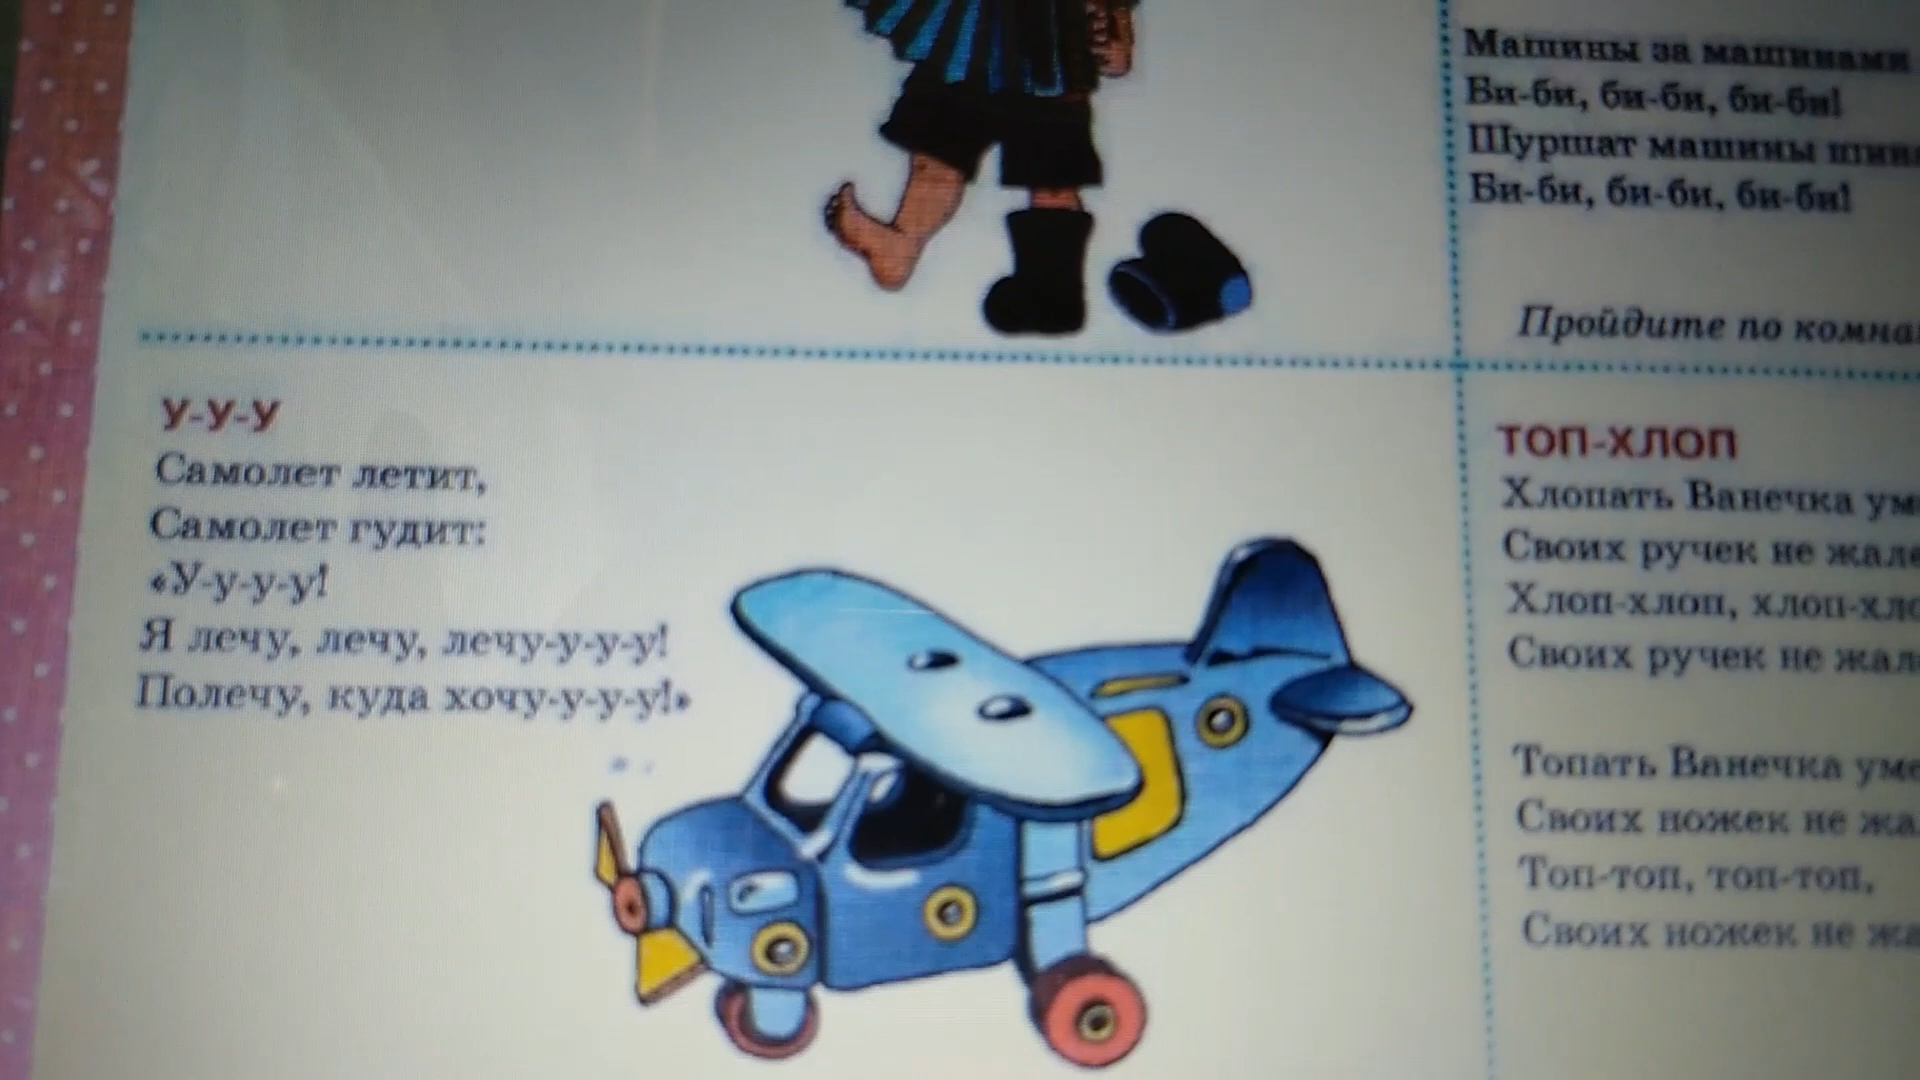 Машины за машинами
Би-би, би-би, би-би!
Шуршат машины
Би-би, би-би, би-би!
Пройдите по
У-У-У
Самолет летит,
Самолет гудит:
«У-у-у-у!
Я лечу, лечу, лечу-у-у-у!
Полечу, куда хочу-у-у-у!»
ТОП-ХЛОП
Хлопать Ванечка
Своих ручек не
Хлоп-хлоп,
Своих ручек не
Топать Ванечка
Своих ножек не
Топ-топ, топ-топ,
Своих ножек не